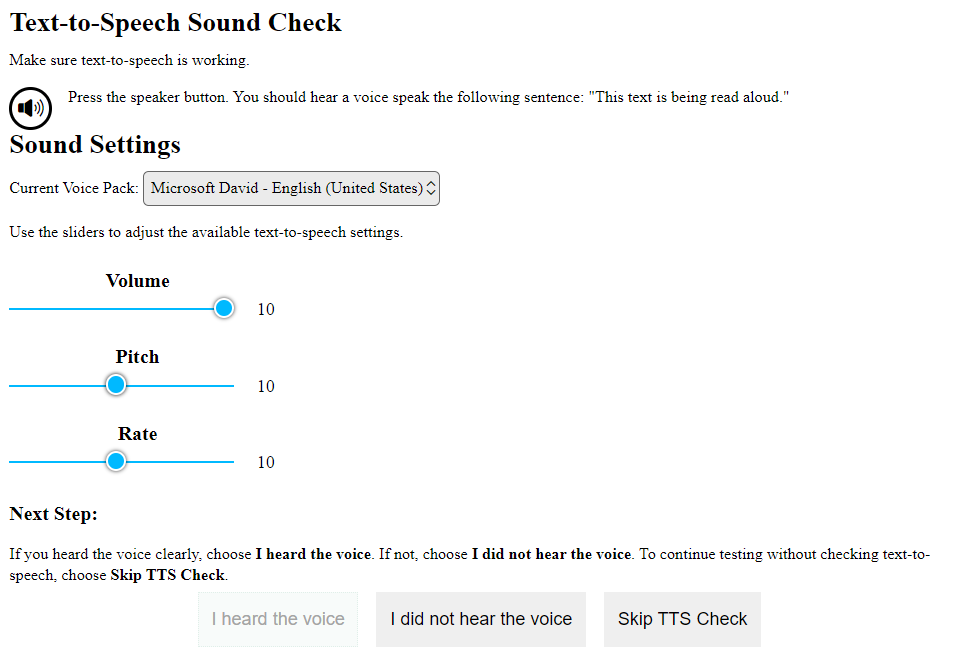 Text-to-Speech Sound Check
Make sure text-to-speech is working.
Press the speaker button. You should hear a voice speak the following sentence: "This text is being read aloud."
Sound Settings
Current Voice Pack: Microsoft David - English (United States)
Use the sliders to adjust the available text-to-speech settings.
Volume
10
Pitch
10
Rate
10
Next Step:
If you heard the voice clearly, choose I heard the voice. If not, choose I did not hear the voice. To continue testing without checking text-to-
speech, choose Skip TTS Check.
I heard the voice I did not hear the voice Skip TTS Check